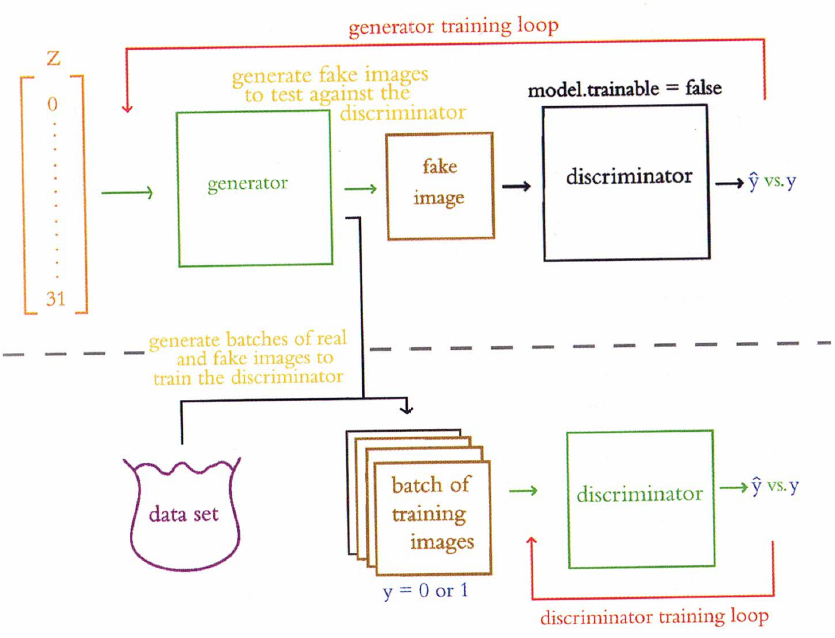 generator training loop
Z
0
31
generate fake images
to test against the
discriminator
generator
fake
image
model.trainable = false
discriminator
ŷ vs. y
generate batches of real
and fake images to
train the discriminator
data set
batch of
training
images
y = 0 or 1
discriminator
ŷ vs. y
discriminator training loop